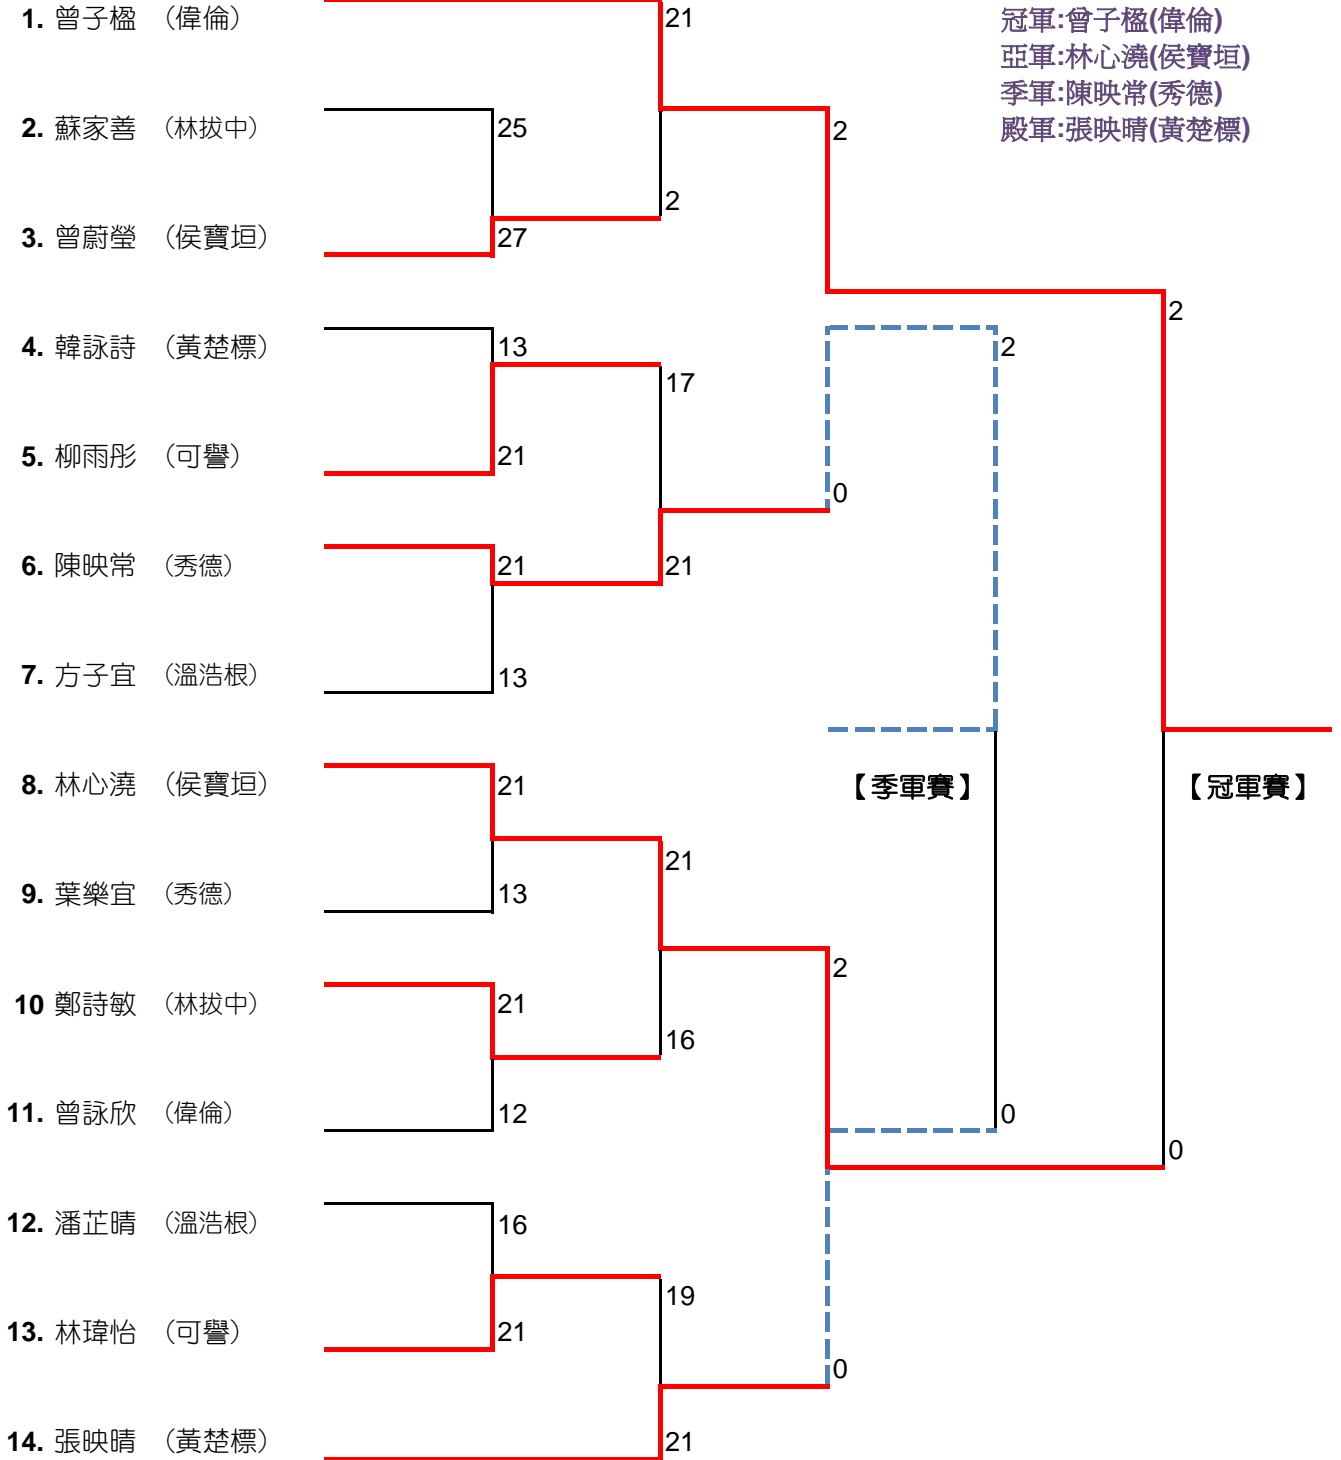 1. 曾子楹 （偉倫）
21
冠軍:曾子楹(偉倫)
亞軍:林心澆(侯寶垣)
季軍:陳映常(秀德)
殿軍:張映晴(黃楚標)
2. 蘇家善 （林拔中）
25
2
2
3. 曾蔚瑩 （侯寶垣）
27
2
4. 韓詠詩 （黃楚標）
13
2
17
5. 柳雨彤 （可譽）
21
0
6. 陳映常 （秀德）
21
21
7. 方子宜 （溫浩根）
13
8. 林心澆 （侯寶垣）
21
【季軍賽】
【冠軍賽】
21
9. 葉樂宜 （秀德）
13
2
10 鄭詩敏 （林拔中）
21
16
11. 曾詠欣 （偉倫）
12
0
0
12. 潘芷晴 （溫浩根）
16
19
13. 林瑋怡 （可譽）
21
0
14. 張映晴 （黃楚標）
21